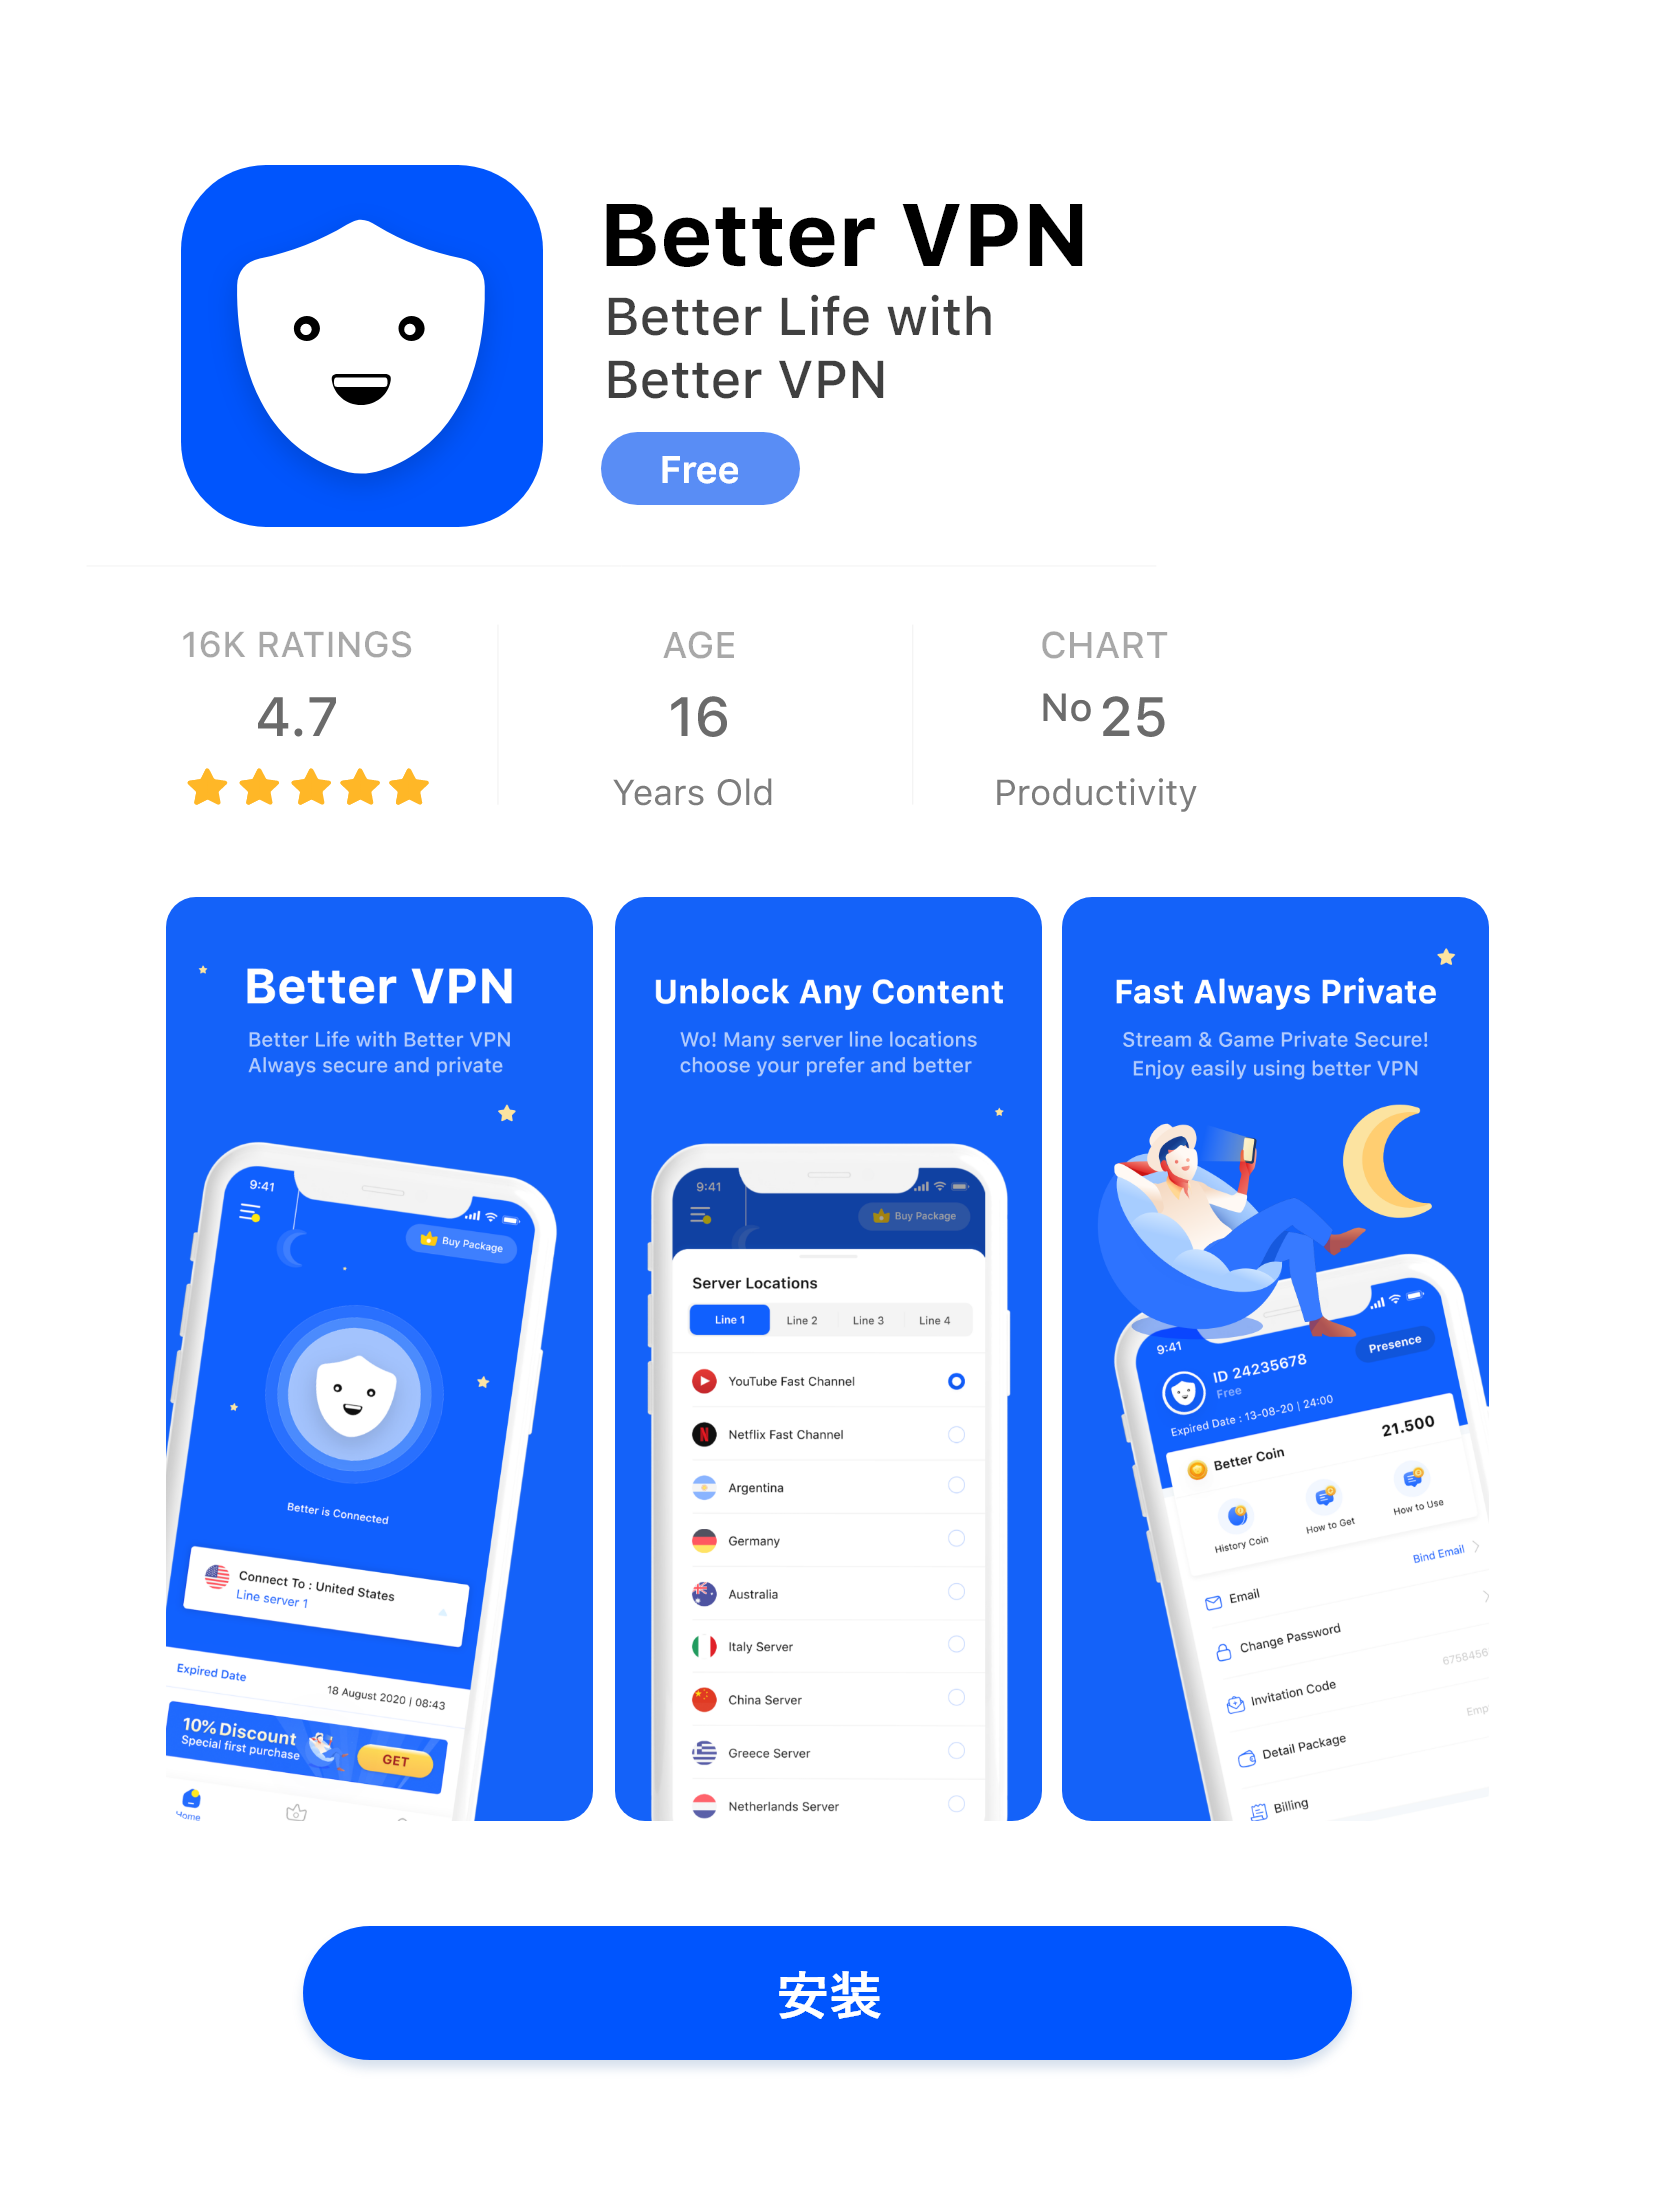 Better VPN
Better Life with
Better VPN
Free
16K RATINGS
4.7
AGE
16
Years Old
CHART
No 25
Productivity
Better VPN
Better Life with Better VPN
Always secure and private
9:41
Buy Package
Better is Connected
Connect To : United States
Line server 1
Expired Date
18 August 2020 | 08:43
10% Discount
Special first purchase
GET
Home
Unblock Any Content
Wo! Many server line locations
choose your prefer and better
9:41
Buy Package
Server Locations
Line 1
Line 2
Line 3
Line 4
YouTube Fast Channel
Netflix Fast Channel
Argentina
Germany
Australia
Italy Server
China Server
Greece Server
Netherlands Server
Fast Always Private
Stream & Game Private Secure!
Enjoy easily using better VPN
9:41
ID 24235678
Free
Presence
Expired Date : 13-08-20 | 24:00
Better Coin
21.500
History Coin
How to Get
How to Use
Email
Bind Email
Change Password
Invitation Code
6758456
Detail Package
Emp
Billing
安装